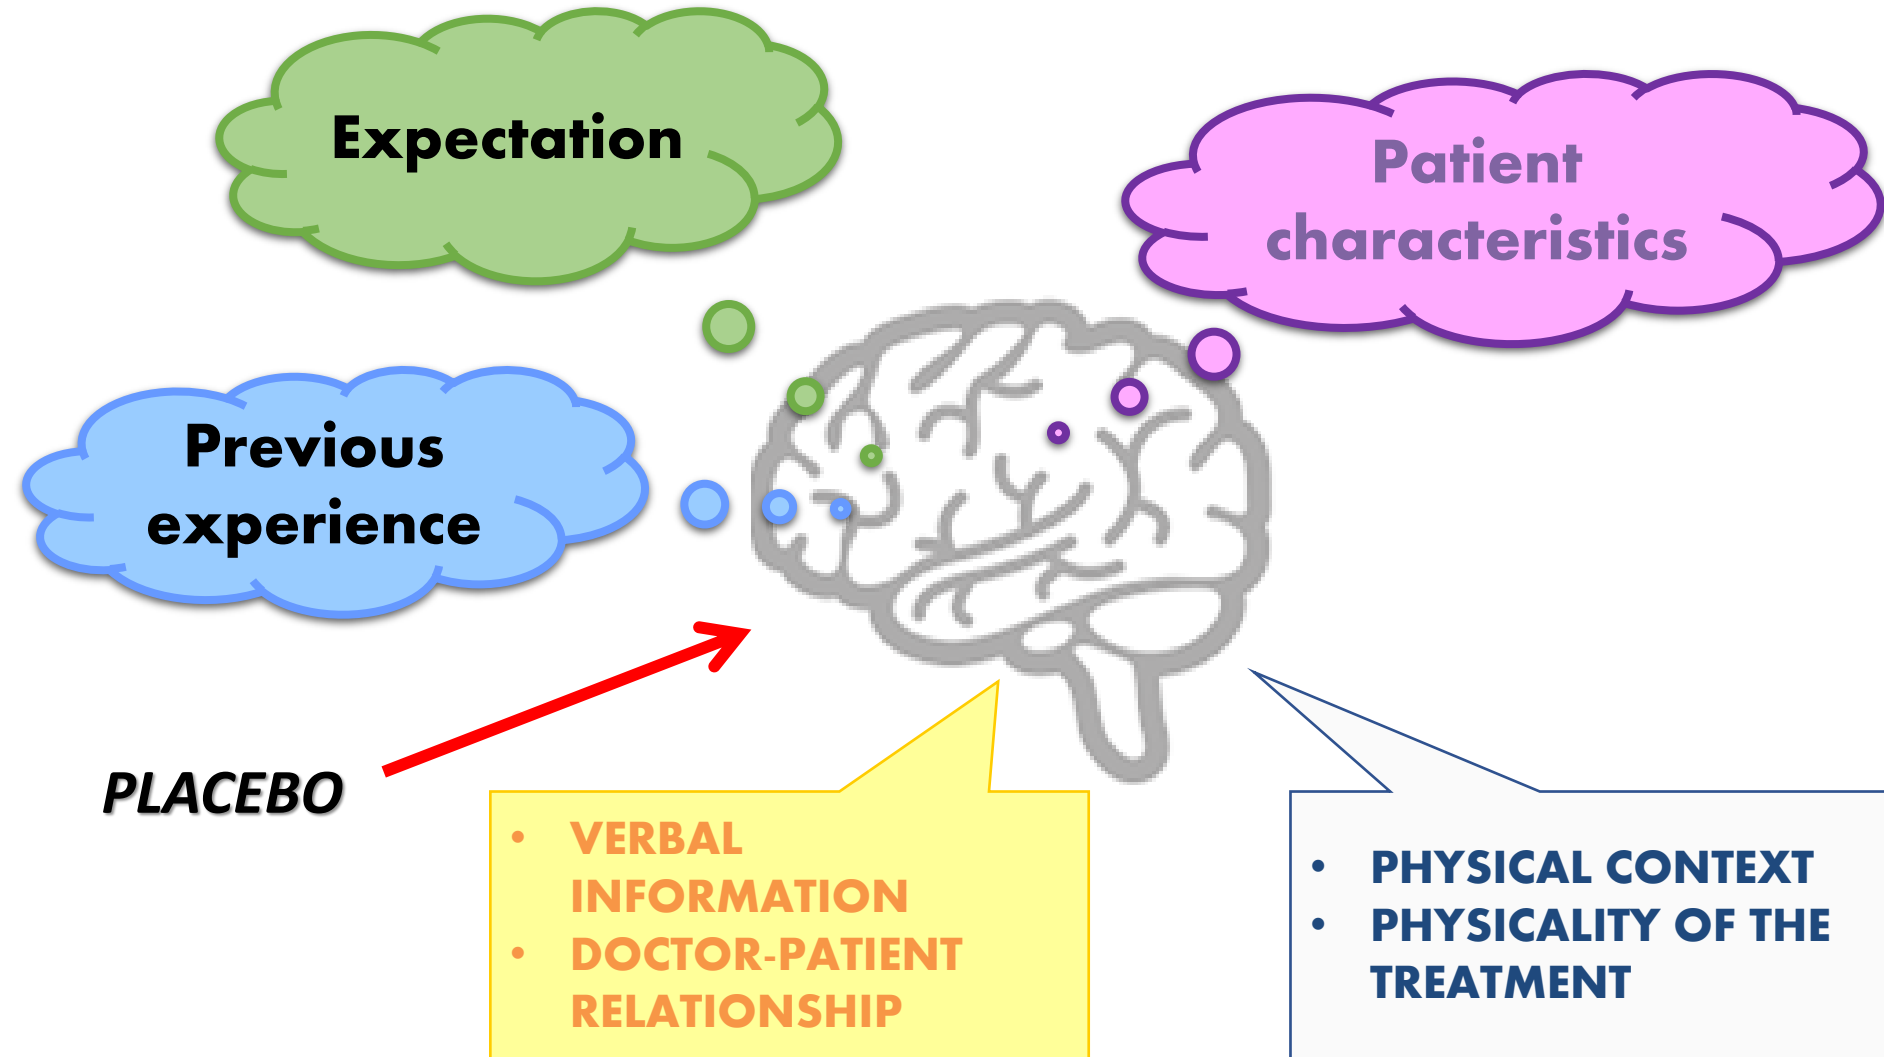 Expectation
Patient
characteristics
Previous
experience
PLACEBO
• VERBAL
INFORMATION
• DOCTOR-PATIENT
RELATIONSHIP
• PHYSICAL CONTEXT
• PHYSICALITY OF THE
TREATMENT